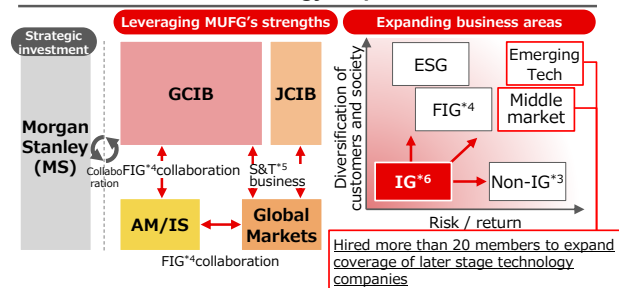 Strategic
investment
Leveraging MUFG's strengths
Expanding business areas
Morgan
Stanley
(MS)
Collabo
ration
GCIB
JCIB
FIG*4collaboration
S&T*5
business
AM/IS
Global
Markets
FIG*4collaboration
Diversification of
customers and society
ESG
Emerging
Tech
FIG*4
Middle
market
IG*6
Non-IG*3
Risk / return
Hired more than 20 members to expand
coverage of later stage technology
companies